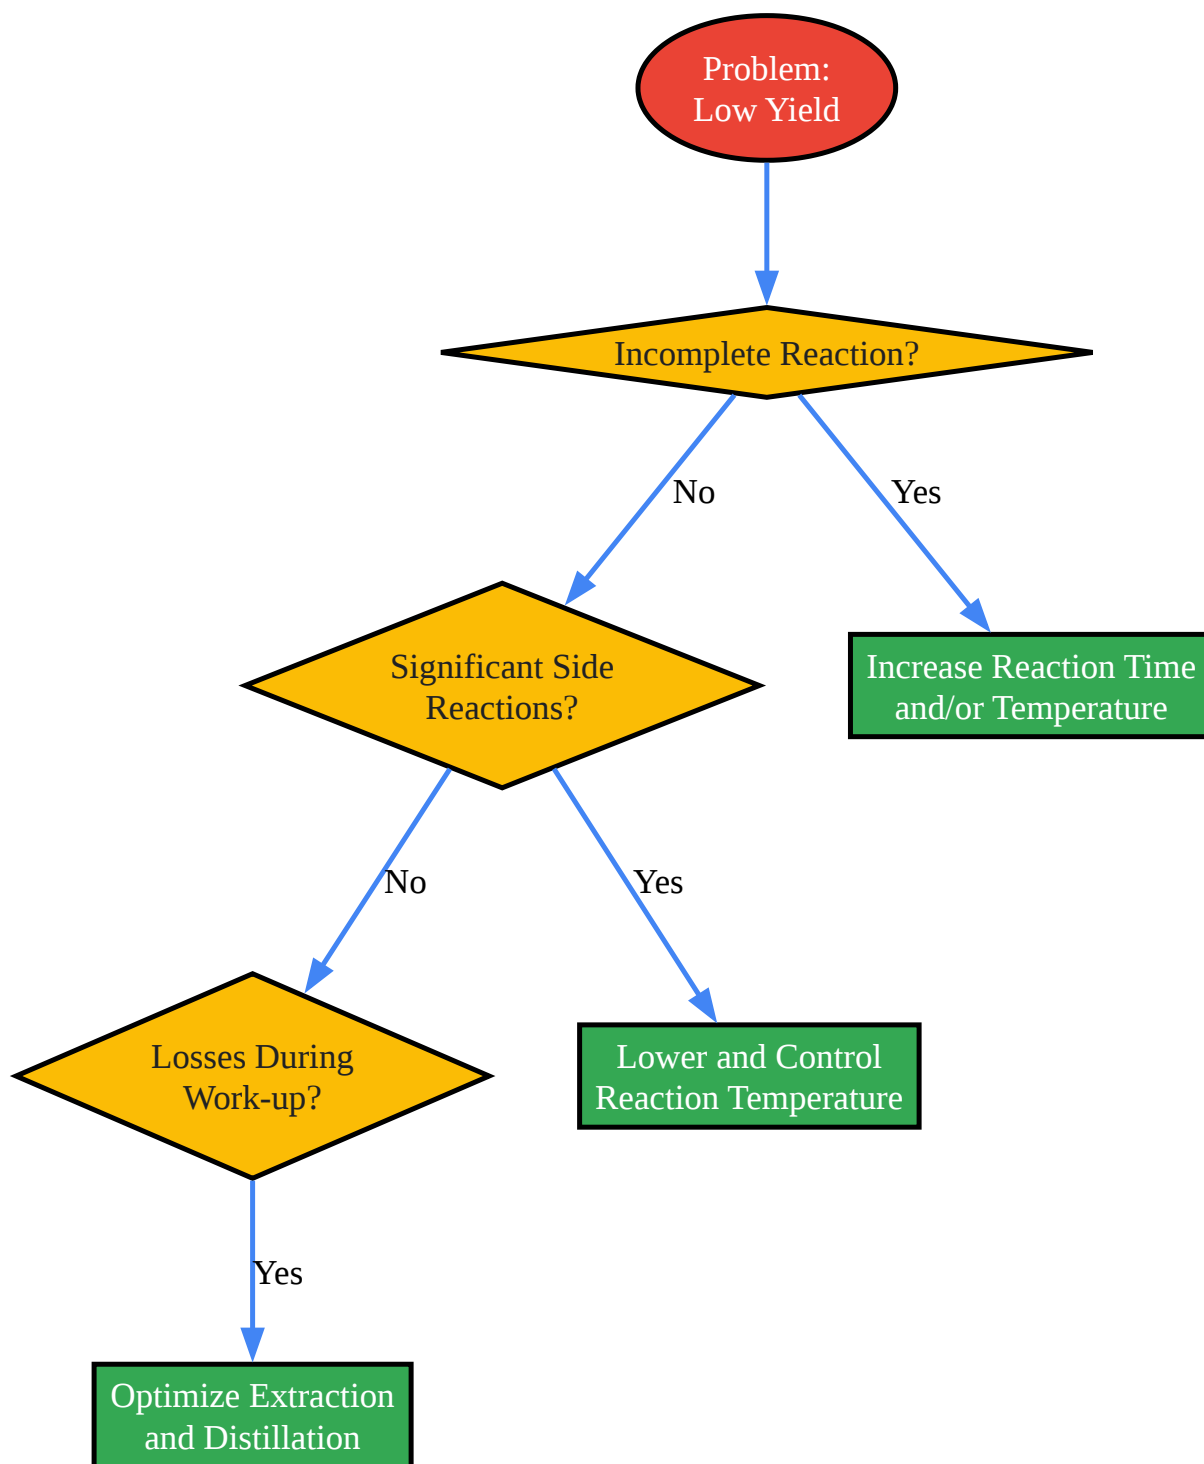 Problem:
Low Yield
Incomplete Reaction?
No
Yes
Significant Side
Reactions?
Increase Reaction Time
and/or Temperature
No
Yes
Losses During
Work-up?
Lower and Control
Reaction Temperature
Yes
Optimize Extraction
and Distillation